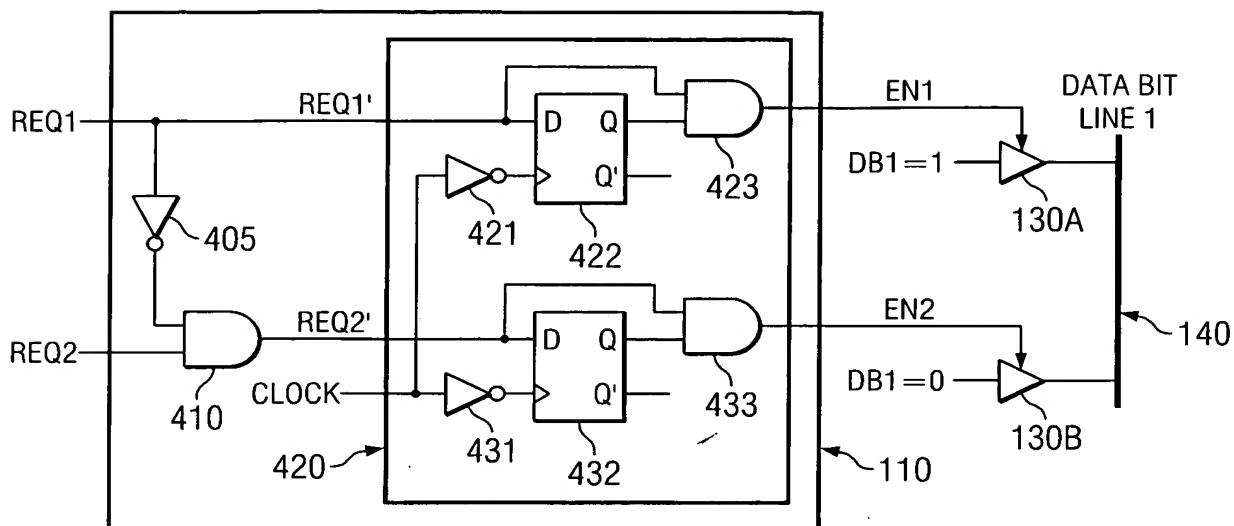 REQ1
REQ1'
D
Q
Q'
421
422
423
EN1
DATA BIT
LINE 1
DB1=1
130A
405
REQ2
REQ2'
410
CLOCK
D
Q
Q'
431
432
433
EN2
DB1=0
130B
140
420
110